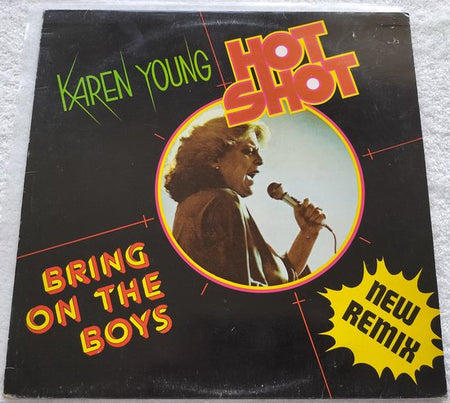 KAREN YOUNG
HOT
SHOT
BRING
ON THE
BOYS
NEW
REMIX